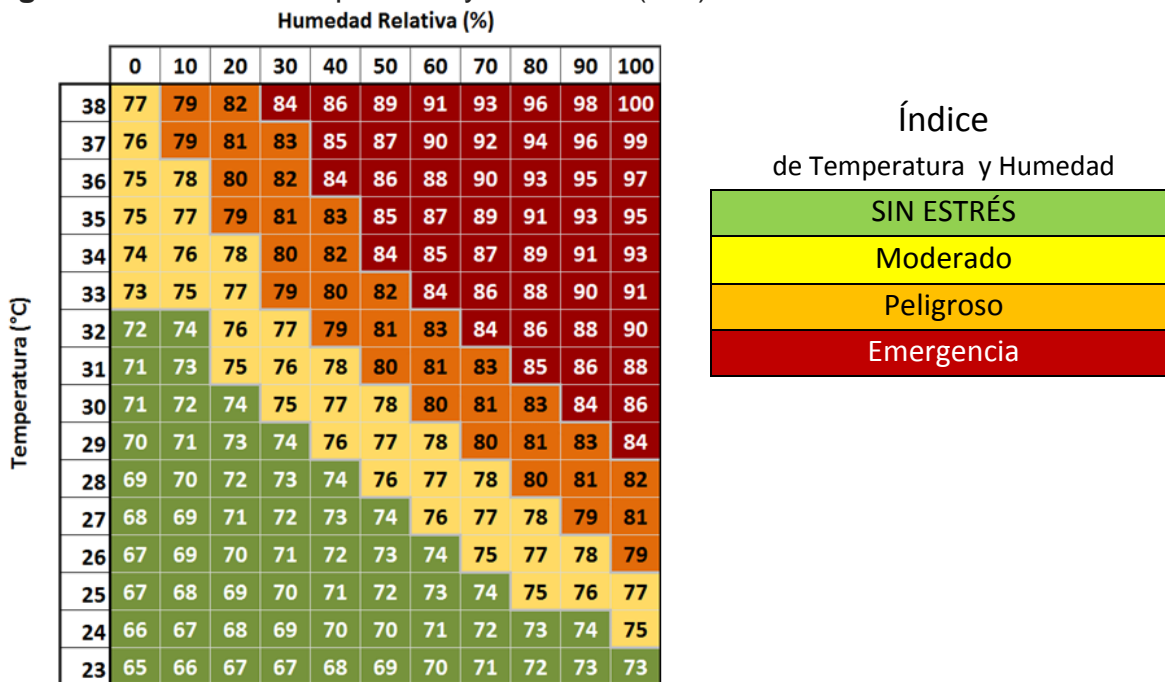 Humedad Relativa (%)
0 10 20 30 40 50 60 70 80 90 100
38 77 79 82 84 86 89 91 93 96 98 100
37 76 79 81 83 85 87 90 92 94 96 99
36 75 78 80 82 84 86 88 90 93 95 97
35 75 77 79 81 83 85 87 89 91 93 95
34 74 76 78 80 82 84 85 87 89 91 93
33 73 75 77 79 80 82 84 86 88 90 91
32 72 74 76 77 79 81 83 84 86 88 90
31 71 73 75 76 78 80 81 83 85 86 88
30 71 72 74 75 77 78 80 81 83 84 86
29 70 71 73 74 76 77 78 80 81 83 84
28 69 70 72 73 74 76 77 78 80 81 82
27 68 69 71 72 73 74 76 77 78 79 81
26 67 69 70 71 72 73 74 75 77 78 79
25 67 68 69 70 71 72 73 74 75 76 77
24 66 67 68 69 70 70 71 72 73 74 75
23 65 66 67 67 68 69 70 71 72 73 73
Temperatura (°C)
Índice
de Temperatura y Humedad
SIN ESTRÉS
Moderado
Peligroso
Emergencia